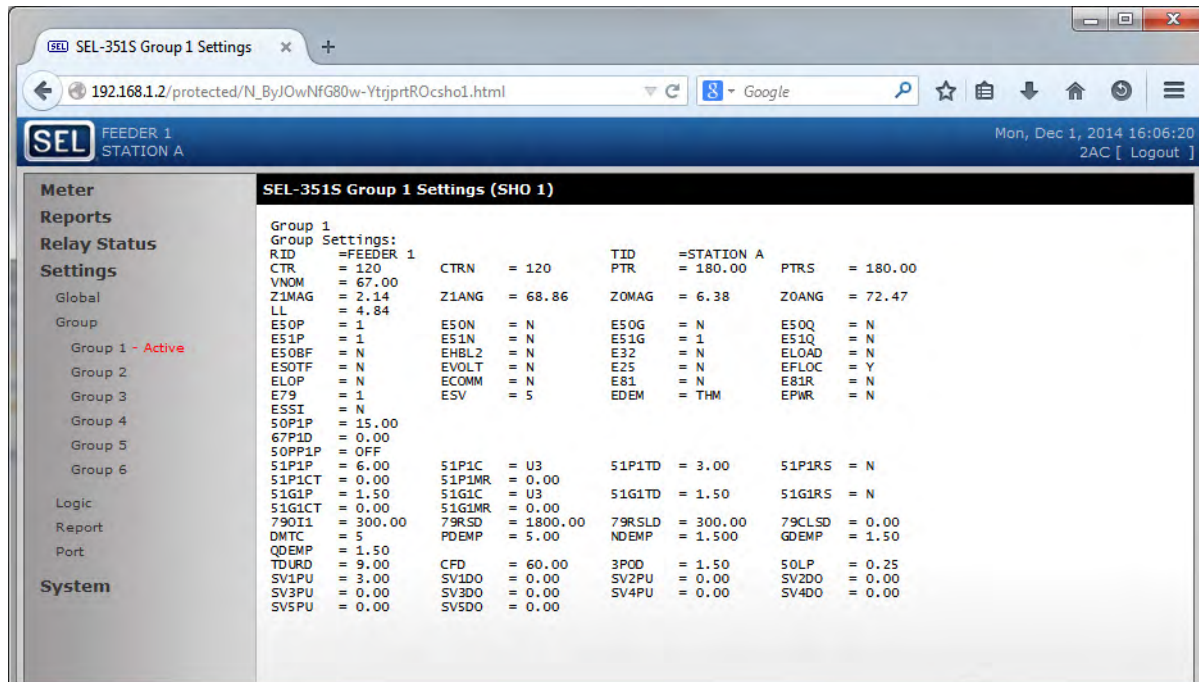 SEL SEL-351S Group 1 Settings
192.168.1.2/protected/N_ByJOwNfG80w-YtrjprtROcsho1.html
8 Google
SEL
FEEDER 1
STATION A
Mon, Dec 1, 2014 16:06:20
2AC [ Logout ]
Meter
Reports
Relay Status
Settings
Global
Group
Group 1 - Active
Group 2
Group 3
Group 4
Group 5
Group 6
Logic
Report
Port
System
SEL-351S Group 1 Settings (SHO 1)
Group 1
Group Settings:
RID =FEEDER 1 TID =STATION A
CTR = 120 CTRN = 120 PTR = 180.00 PTRS = 180.00
VNOM = 67.00
Z1MAG = 2.14 Z1ANG = 68.86 Z0MAG = 6.38 Z0ANG = 72.47
LL = 4.84
E50P = 1 E50N = N E50G = N E50Q = N
E51P = 1 E51N = N E51G = 1 E51Q = N
E50BF = N EHBL2 = N E32 = N ELOAD = N
ESOTF = N EVOLT = N E25 = N EFLOC = Y
ELOP = N ECOMM = N E81 = N E81R = N
E79 = 1 ESV = 5 EDEM = THM EPWR = N
ESSI = N
50P1P = 15.00
67P1D = 0.00
50PP1P = OFF
51P1P = 6.00 51P1C = U3 51P1TD = 3.00 51P1RS = N
51P1CT = 0.00 51P1MR = 0.00
51G1P = 1.50 51G1C = U3 51G1TD = 1.50 51G1RS = N
51G1CT = 0.00 51G1MR = 0.00
79OI1 = 300.00 79RSD = 1800.00 79RSLD = 300.00 79CLSD = 0.00
DMTC = 5 PDEMP = 5.00 NDEMP = 1.500 GDEMP = 1.50
QDEMP = 1.50
TDURD = 9.00 CFD = 60.00 3POD = 1.50 50LP = 0.25
SV1PU = 3.00 SV1DO = 0.00 SV2PU = 0.00 SV2DO = 0.00
SV3PU = 0.00 SV3DO = 0.00 SV4PU = 0.00 SV4DO = 0.00
SV5PU = 0.00 SV5DO = 0.00